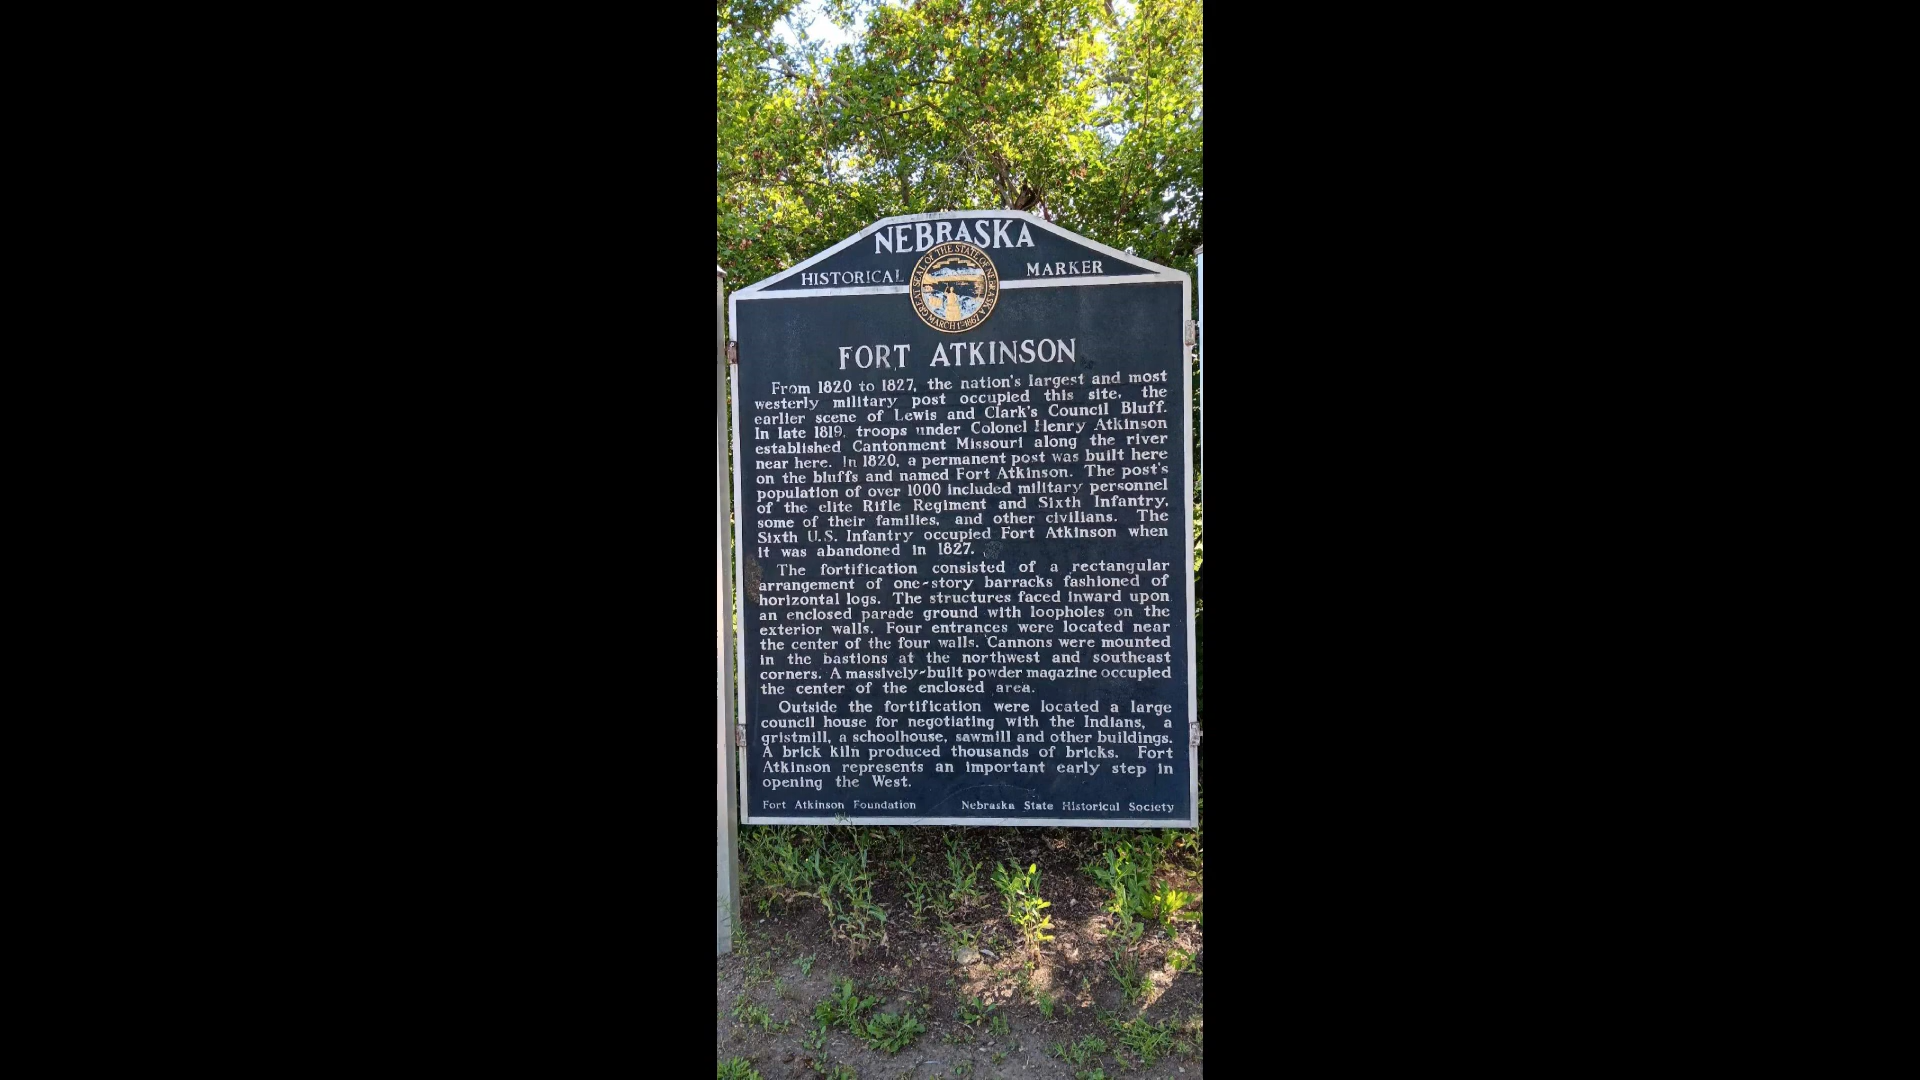 NEBRASKA
HISTORICAL MARKER
GREAT SEAL OF THE STATE OF NEBRASKA
MARCH 1ST 1867
FORT ATKINSON
From 1820 to 1827, the nation's largest and most
westerly military post occupied this site, the
earlier scene of Lewis and Clark's Council Bluff.
In late 1819, troops under Colonel Henry Atkinson
established Cantonment Missouri along the river
near here. In 1820, a permanent post was built here
on the bluffs and named Fort Atkinson. The post's
population of over 1000 included military personnel
of the elite Rifle Regiment and Sixth Infantry,
some of their families, and other civilians. The
Sixth U.S. Infantry occupied Fort Atkinson when
it was abandoned in 1827.
The fortification consisted of a rectangular
arrangement of one-story barracks fashioned of
horizontal logs. The structures faced inward upon
an enclosed parade ground with loopholes on the
exterior walls. Four entrances were located near
the center of the four walls. Cannons were mounted
in the bastions at the northwest and southeast
corners. A massively-built powder magazine occupied
the center of the enclosed area.
Outside the fortification were located a large
council house for negotiating with the Indians, a
gristmill, a schoolhouse, sawmill and other buildings.
A brick kiln produced thousands of bricks. Fort
Atkinson represents an important early step in
opening the West.
Fort Atkinson Foundation Nebraska State Historical Society